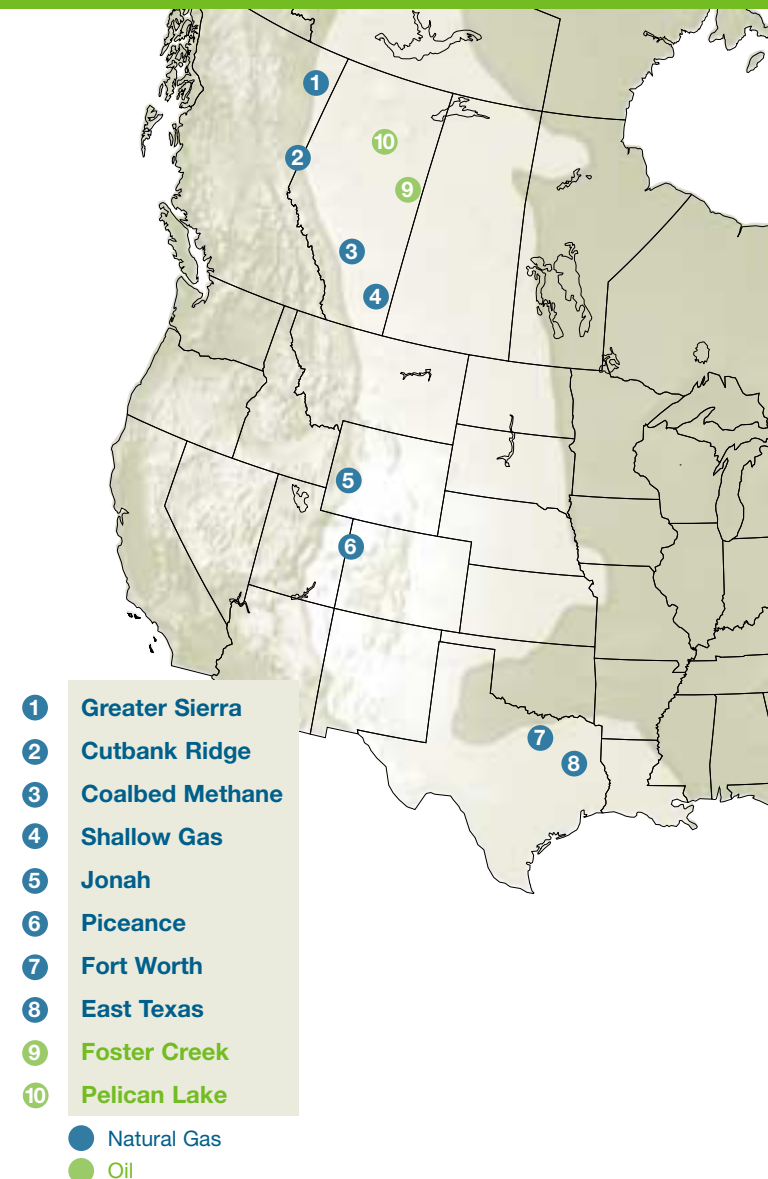 1
10
2
9
3
4
5
6
7
8
1 Greater Sierra
2 Cutbank Ridge
3 Coalbed Methane
4 Shallow Gas
5 Jonah
6 Piceance
7 Fort Worth
8 East Texas
9 Foster Creek
10 Pelican Lake
Natural Gas
Oil